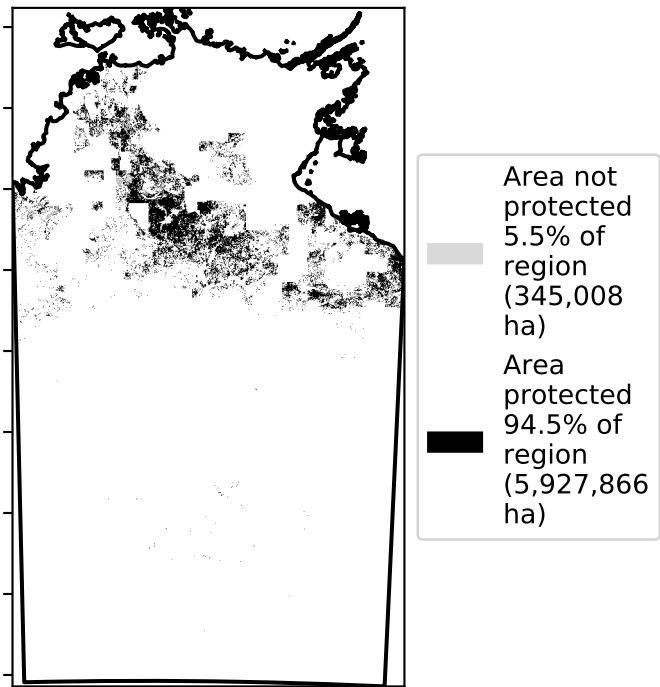 Area not
protected
5.5% of
region
(345,008
ha)
Area
protected
94.5% of
region
(5,927,866
ha)